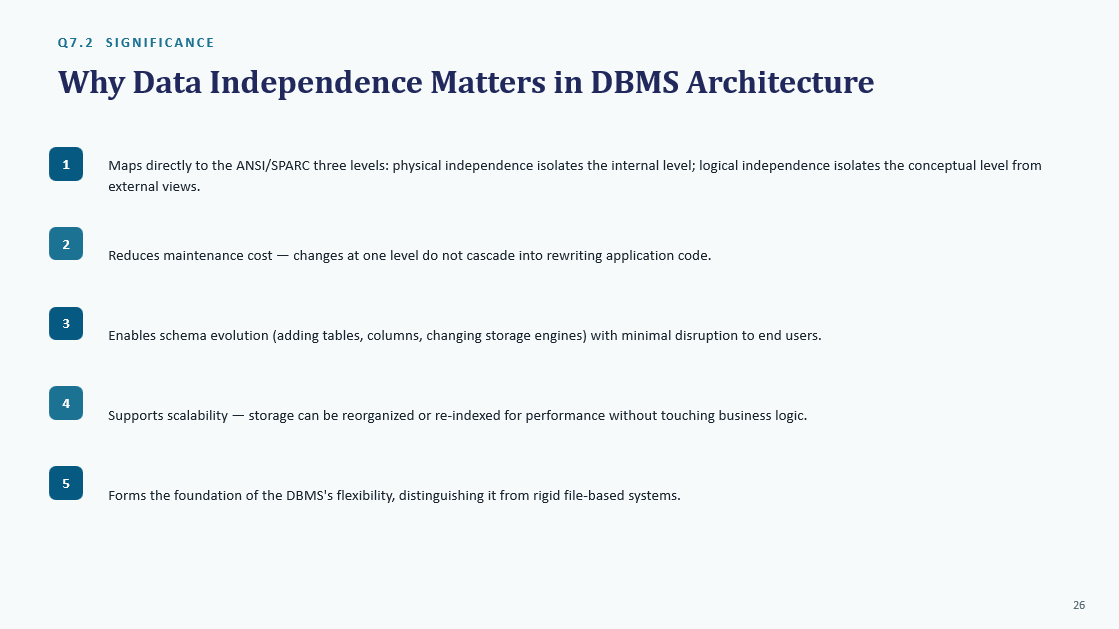 Q7.2 SIGNIFICANCE
Why Data Independence Matters in DBMS Architecture
1
Maps directly to the ANSI/SPARC three levels: physical independence isolates the internal level; logical independence isolates the conceptual level from
external views.
2
Reduces maintenance cost — changes at one level do not cascade into rewriting application code.
3
Enables schema evolution (adding tables, columns, changing storage engines) with minimal disruption to end users.
4
Supports scalability — storage can be reorganized or re-indexed for performance without touching business logic.
5
Forms the foundation of the DBMS's flexibility, distinguishing it from rigid file-based systems.
26